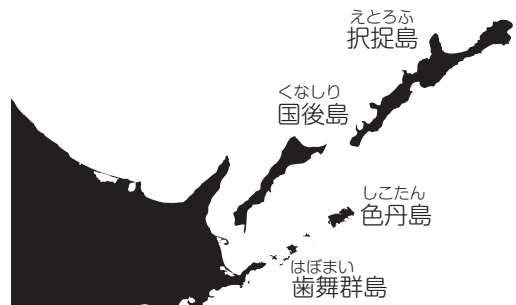 えとろふ
択捉島
くなしり
国後島
しこたん
色丹島
はぼまい
歯舞群島